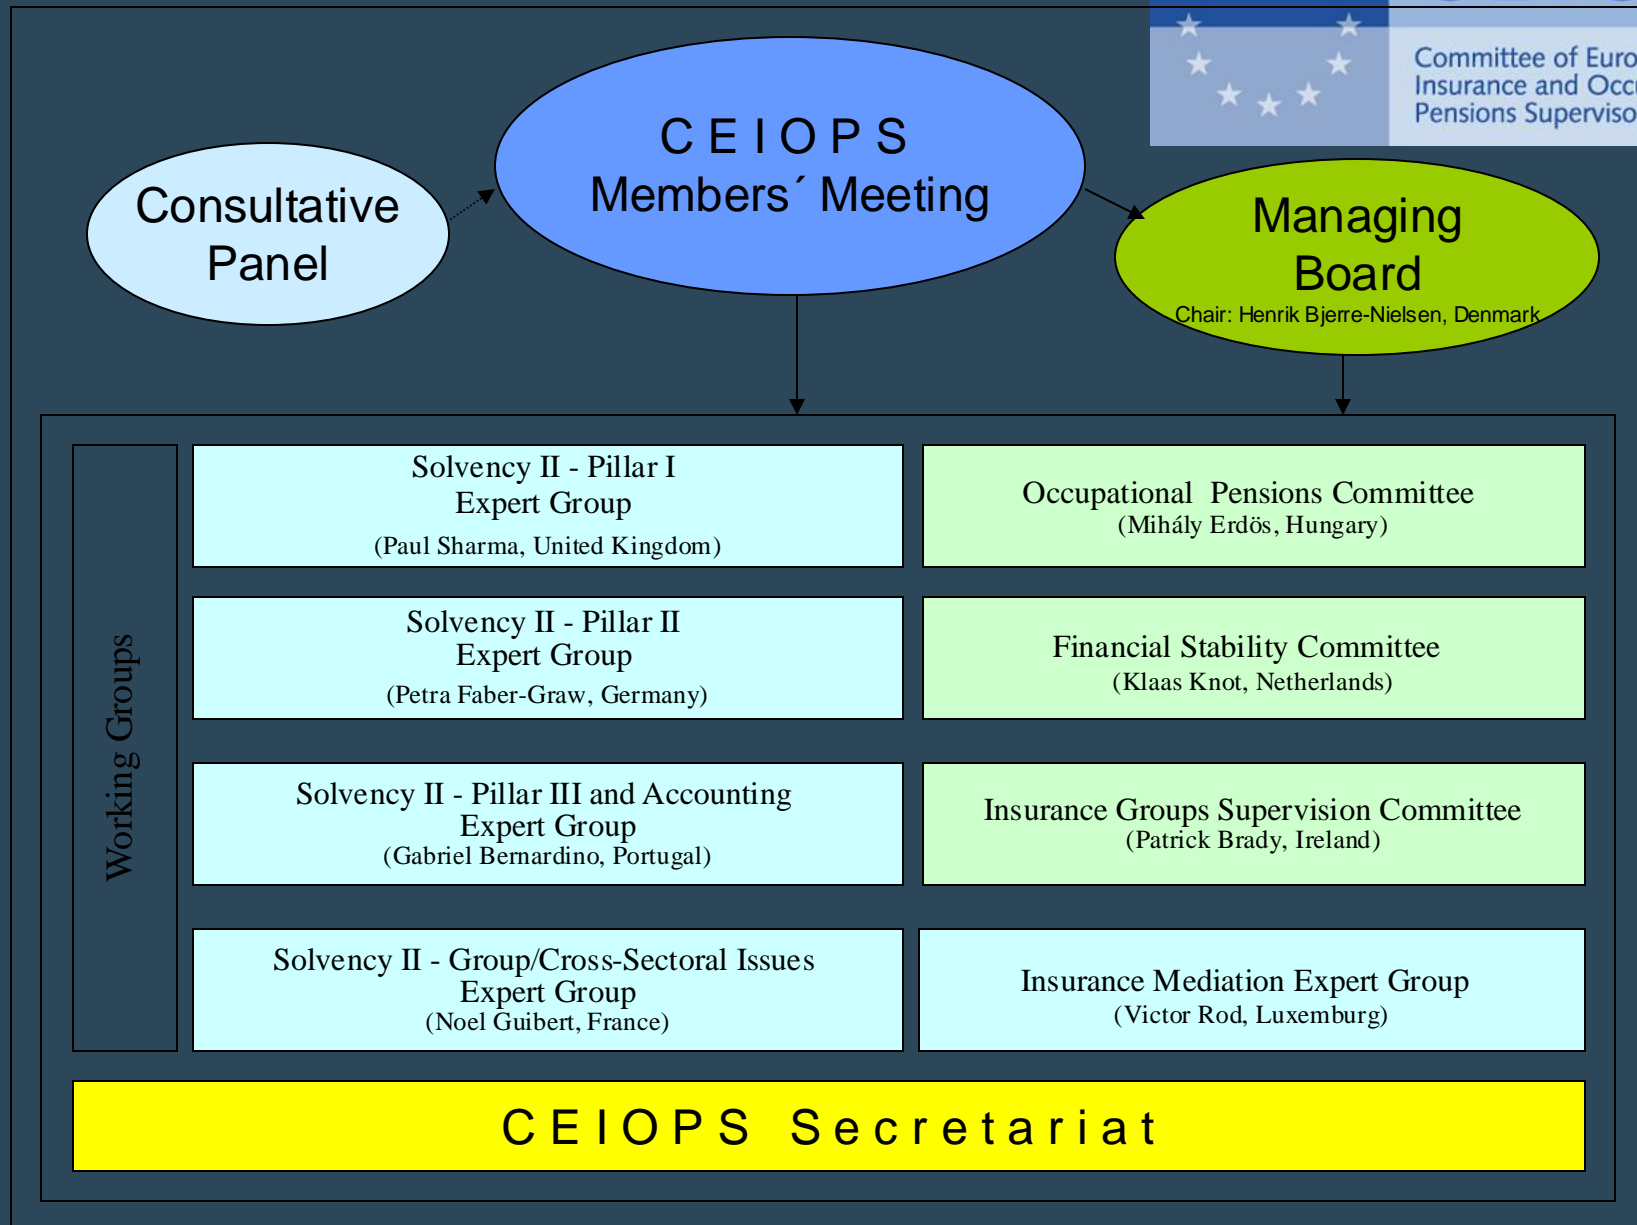 Committee of Euro
Insurance and Occu
Pensions Superviso
C E I O P S
Members´ Meeting
Consultative
Panel
Managing
Board
Chair: Henrik Bjerre-Nielsen, Denmark
Working Groups
Solvency II - Pillar I
Expert Group
(Paul Sharma, United Kingdom)
Occupational Pensions Committee
(Mihály Erdös, Hungary)
Solvency II - Pillar II
Expert Group
(Petra Faber-Graw, Germany)
Financial Stability Committee
(Klaas Knot, Netherlands)
Solvency II - Pillar III and Accounting
Expert Group
(Gabriel Bernardino, Portugal)
Insurance Groups Supervision Committee
(Patrick Brady, Ireland)
Solvency II - Group/Cross-Sectoral Issues
Expert Group
(Noel Guibert, France)
Insurance Mediation Expert Group
(Victor Rod, Luxemburg)
C E I O P S  S e c r e t a r i a t